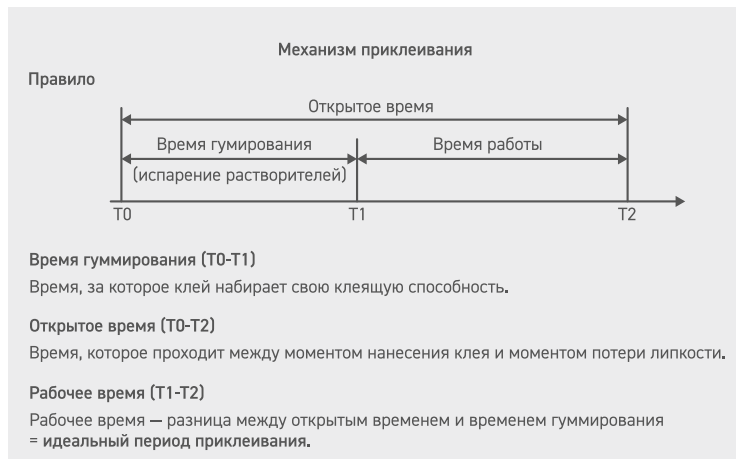 Механизм приклеивания
Правило
Открытое время
Время гумирования
Время работы
(испарение растворителей)
T0
T1
T2
Время гуммирования (T0-T1)
Время, за которое клей набирает свою клеящую способность.
Открытое время (T0-T2)
Время, которое проходит между моментом нанесения клея и моментом потери липкости.
Рабочее время (T1-T2)
Рабочее время — разница между открытым временем и временем гуммирования
= идеальный период приклеивания.